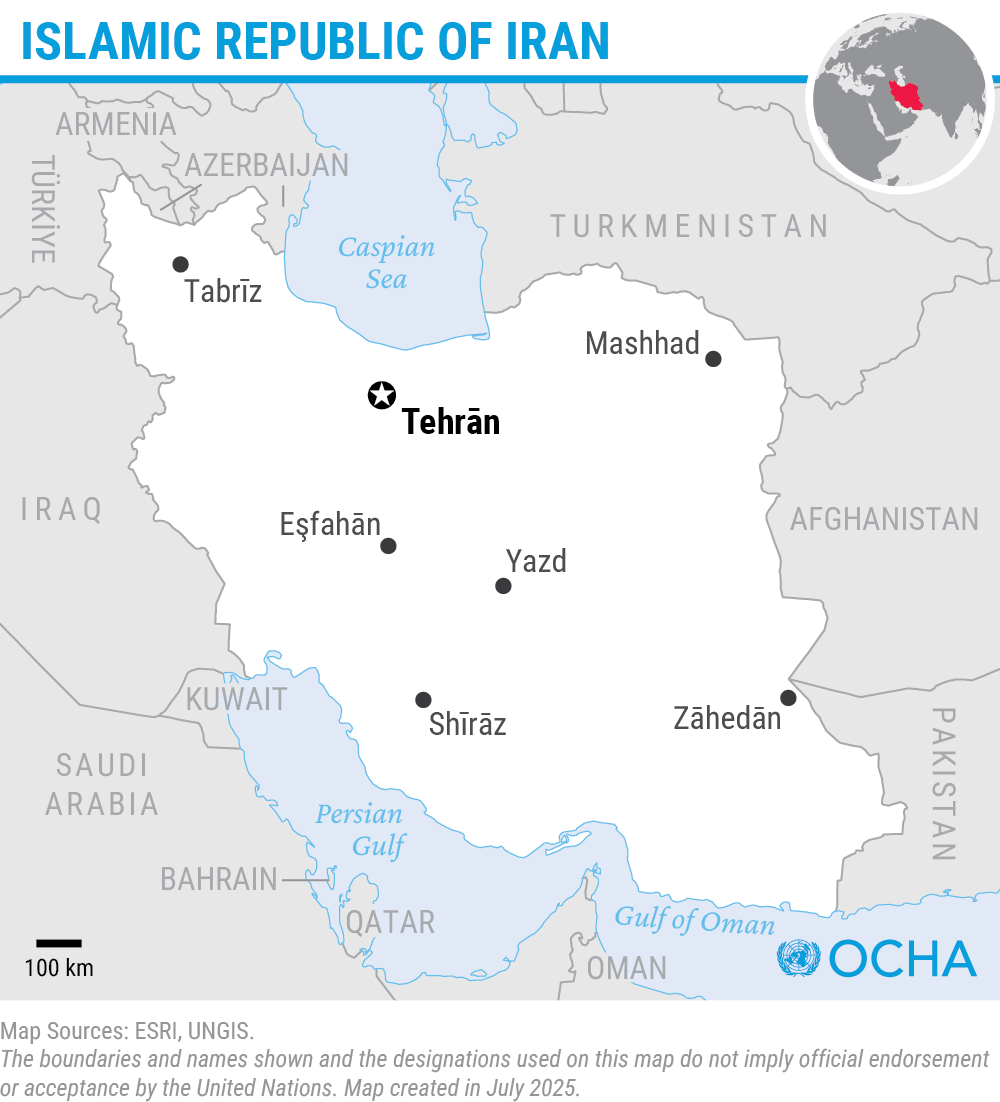 ISLAMIC REPUBLIC OF IRAN
ARMENIA
AZERBAIJAN
TÜRKİYE
TURKMENISTAN
Caspian
Sea
Tabrīz
Mashhad
Tehrān
IRAQ
AFGHANISTAN
Eşfahān
Yazd
KUWAIT
Shīrāz
Zāhedān
PAKISTAN
SAUDI
ARABIA
Persian
Gulf
BAHRAIN
QATAR
Gulf of Oman
OMAN
100 km
OCHA
Map Sources: ESRI, UNGIS.
The boundaries and names shown and the designations used on this map do not imply official endorsement
or acceptance by the United Nations. Map created in July 2025.